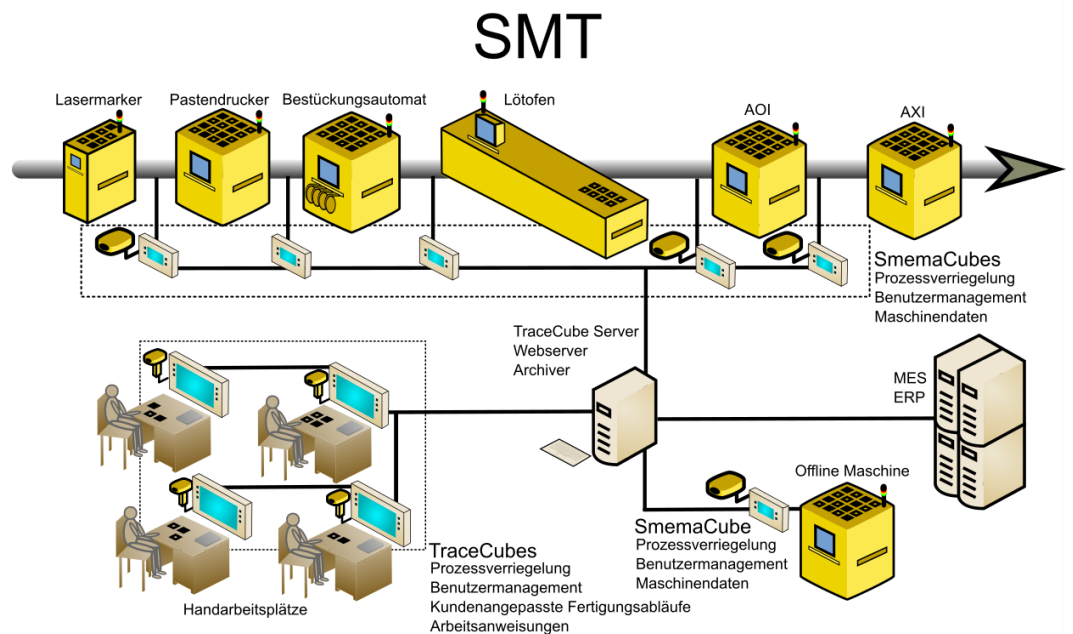 SMT
Lasermarker
Pastendrucker
Bestückungsautomat
Lötofen
AOI
AXI
SmemaCubes
Prozessverriegelung
Benutzermanagement
Maschinendaten
TraceCube Server
Webserver
Archiver
MES
ERP
Offline Maschine
SmemaCube
Prozessverriegelung
Benutzermanagement
Maschinendaten
TraceCubes
Prozessverriegelung
Benutzermanagement
Kundenangepasste Fertigungsabläufe
Arbeitsanweisungen
Handarbeitsplätze